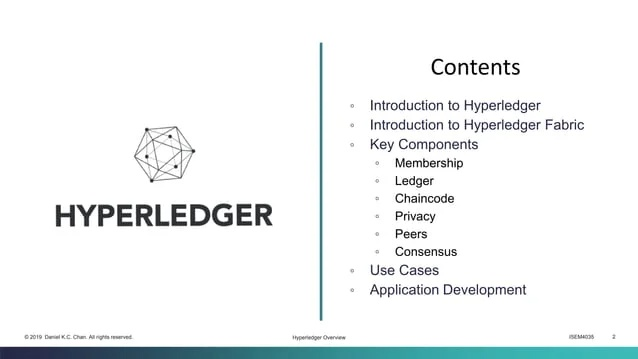 HYPERLEDGER
Contents
◦ Introduction to Hyperledger
◦ Introduction to Hyperledger Fabric
◦ Key Components
◦ Membership
◦ Ledger
◦ Chaincode
◦ Privacy
◦ Peers
◦ Consensus
◦ Use Cases
◦ Application Development
© 2019 Daniel K.C. Chan. All rights reserved.
Hyperledger Overview
ISEM4035
2